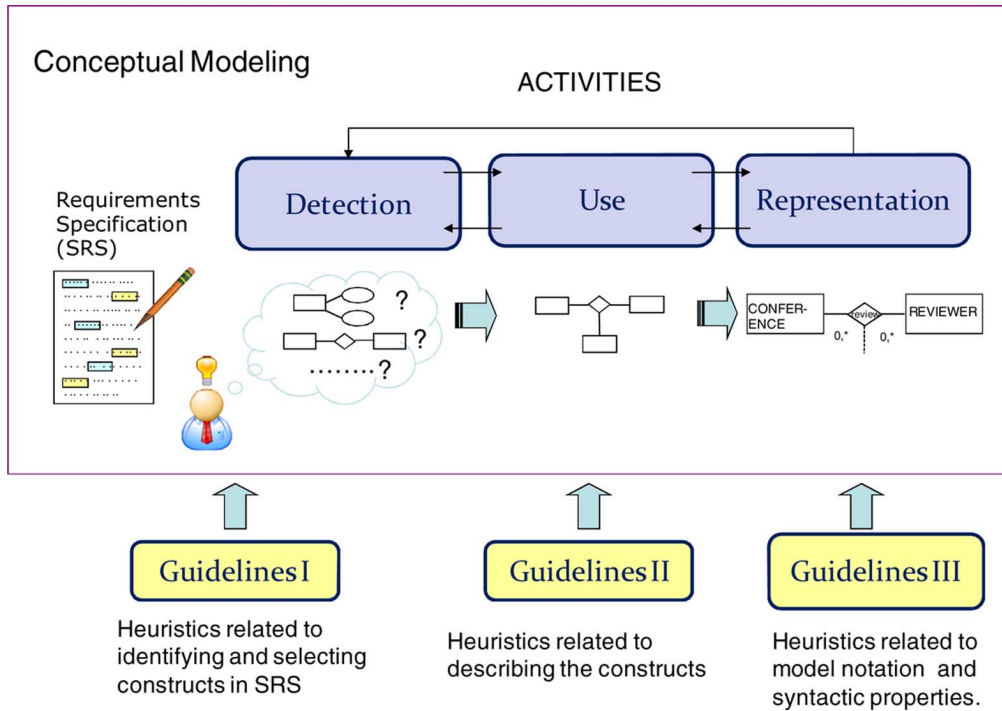 Conceptual Modeling
ACTIVITIES
Detection
Use
Representation
Requirements
Specification
(SRS)
?
?
........?
CONFER-
ENCE
review
REVIEWER
0,*
0,*
Guidelines I
Guidelines II
Guidelines III
Heuristics related to
identifying and selecting
constructs in SRS
Heuristics related to
describing the constructs
Heuristics related to
model notation and
syntactic properties.